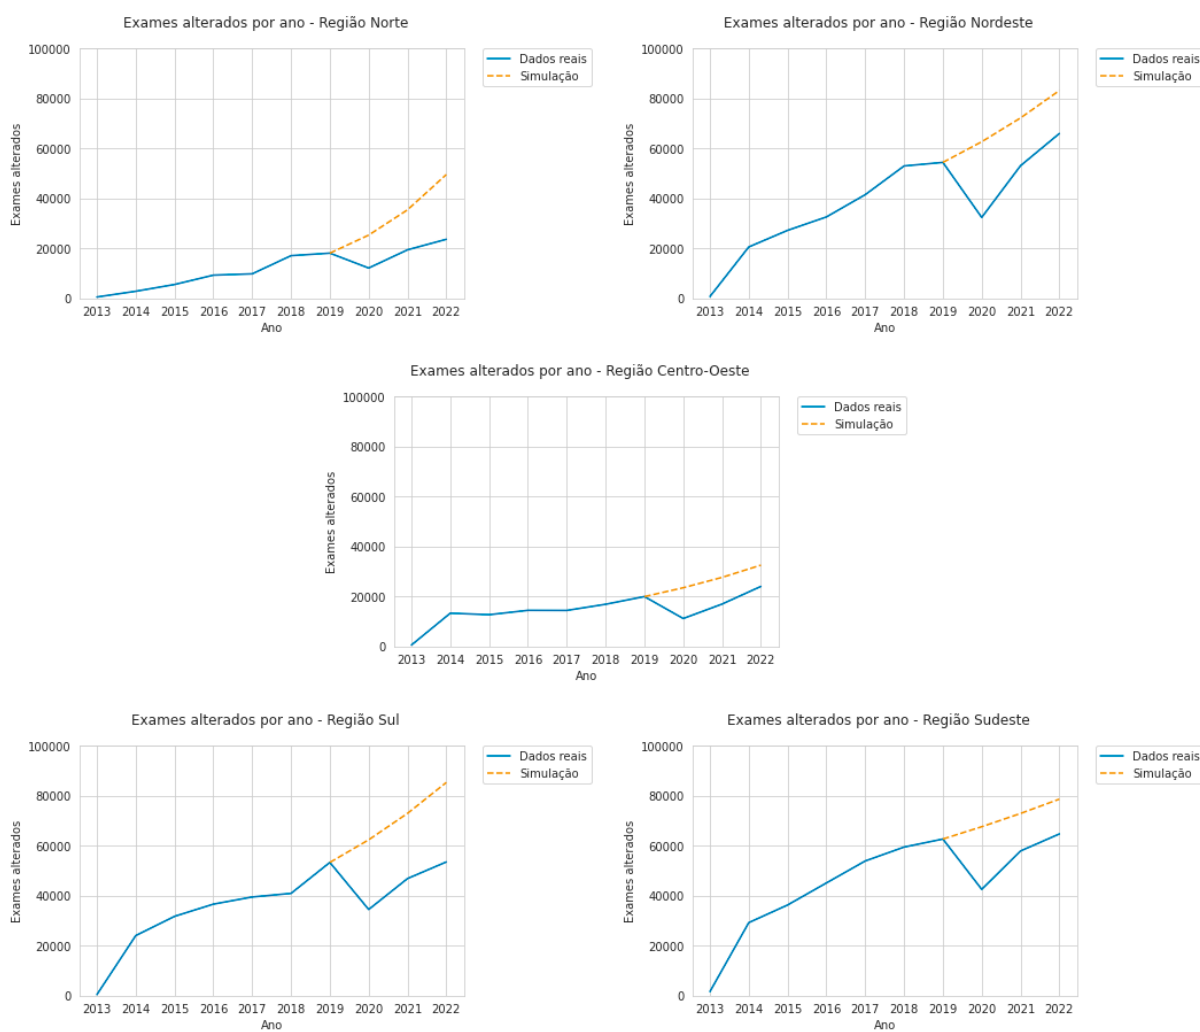 Exames alterados por ano - Região Norte
100000
80000
60000
40000
20000
0
Exames alterados
2013 2014 2015 2016 2017 2018 2019 2020 2021 2022
Ano
Dados reais
Simulação
Exames alterados por ano - Região Nordeste
100000
80000
60000
40000
20000
0
Exames alterados
2013 2014 2015 2016 2017 2018 2019 2020 2021 2022
Ano
Dados reais
Simulação
Exames alterados por ano - Região Centro-Oeste
100000
80000
60000
40000
20000
0
Exames alterados
2013 2014 2015 2016 2017 2018 2019 2020 2021 2022
Ano
Dados reais
Simulação
Exames alterados por ano - Região Sul
100000
80000
60000
40000
20000
0
Exames alterados
2013 2014 2015 2016 2017 2018 2019 2020 2021 2022
Ano
Dados reais
Simulação
Exames alterados por ano - Região Sudeste
100000
80000
60000
40000
20000
0
Exames alterados
2013 2014 2015 2016 2017 2018 2019 2020 2021 2022
Ano
Dados reais
Simulação